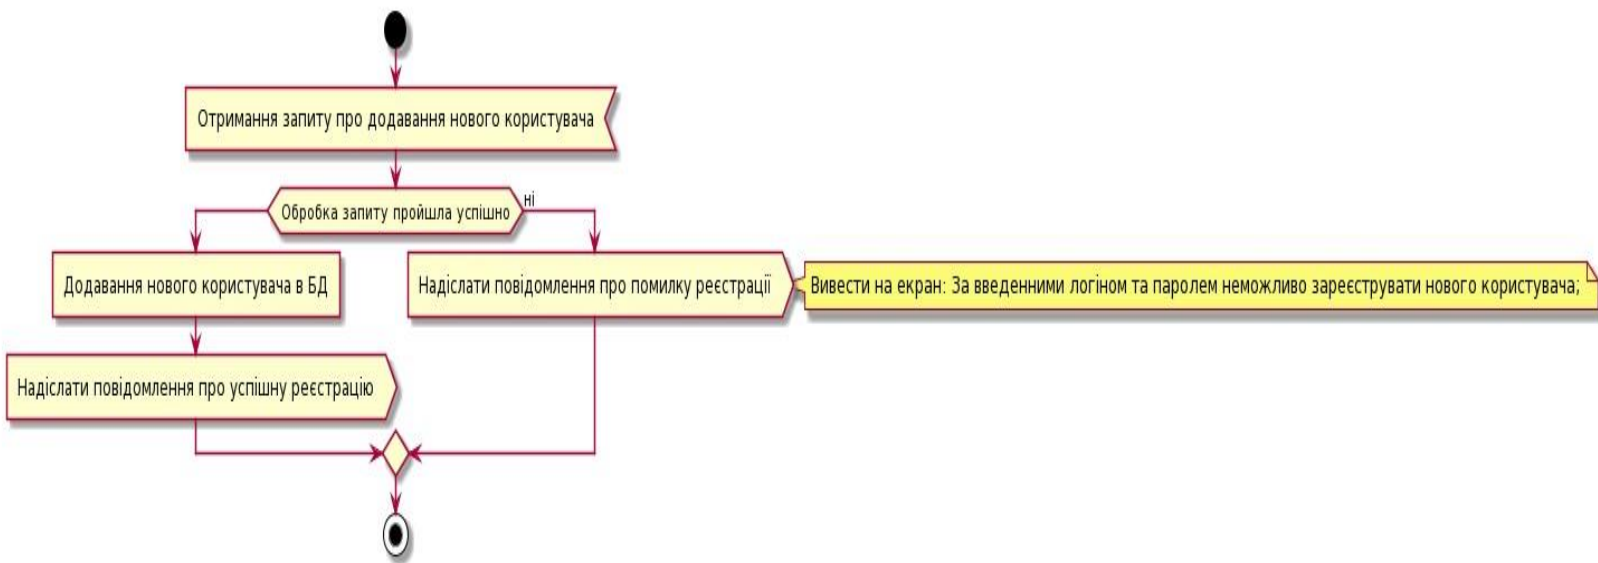 Отримання запиту про додавання нового користувача
Обробка запиту пройшла успішно
ні
Додавання нового користувача в БД
Надіслати повідомлення про помилку реєстрації
Вивести на екран: За введенними логіном та паролем неможливо зареєструвати нового користувача;
Надіслати повідомлення про успішну реєстрацію